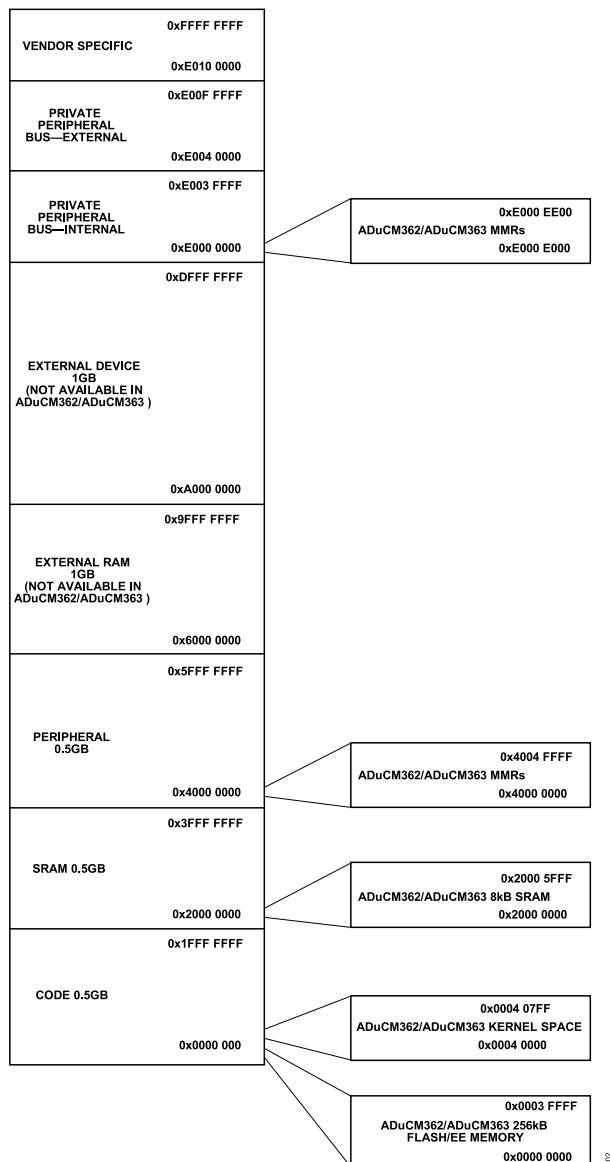 0xFFFF FFFF
VENDOR SPECIFIC
0xE010 0000
0xE00F FFFF
PRIVATE
PERIPHERAL
BUS—EXTERNAL
0xE004 0000
0xE003 FFFF
PRIVATE
PERIPHERAL
BUS—INTERNAL
0xE000 0000
0xE000 EE00
ADuCM362/ADuCM363 MMRs
0xE000 E000
0xDFFF FFFF
EXTERNAL DEVICE
1GB
(NOT AVAILABLE IN
ADuCM362/ADuCM363 )
0xA000 0000
0x9FFF FFFF
EXTERNAL RAM
1GB
(NOT AVAILABLE IN
ADuCM362/ADuCM363 )
0x6000 0000
0x5FFF FFFF
PERIPHERAL
0.5GB
0x4000 0000
0x4004 FFFF
ADuCM362/ADuCM363 MMRs
0x4000 0000
0x3FFF FFFF
SRAM 0.5GB
0x2000 0000
0x2000 5FFF
ADuCM362/ADuCM363 8kB SRAM
0x2000 0000
0x1FFF FFFF
CODE 0.5GB
0x0000 000
0x0004 07FF
ADuCM362/ADuCM363 KERNEL SPACE
0x0004 0000
0x0003 FFFF
ADuCM362/ADuCM363 256kB
FLASH/EE MEMORY
0x0000 0000